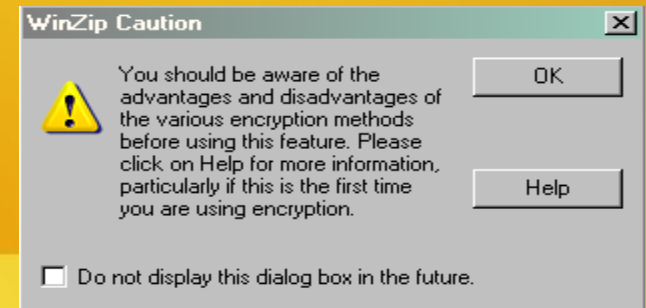 WinZip Caution
You should be aware of the
advantages and disadvantages of
the various encryption methods
before using this feature. Please
click on Help for more information,
particularly if this is the first time
you are using encryption.
OK
Help
Do not display this dialog box in the future.